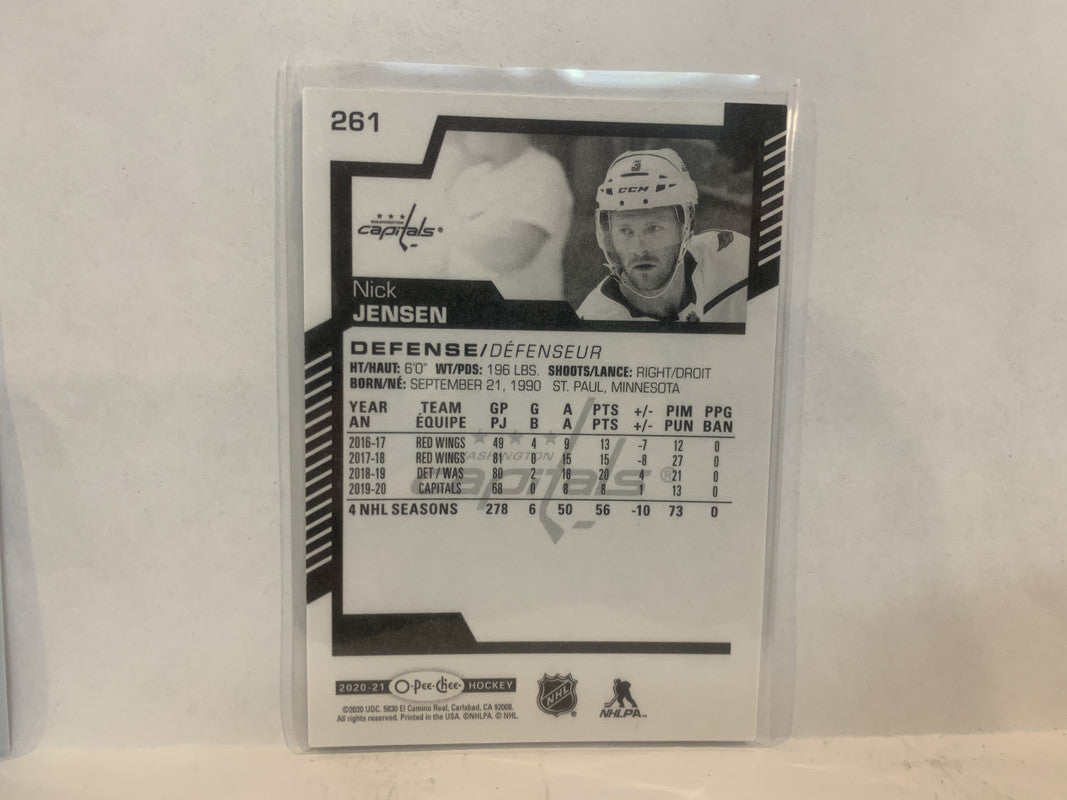 261
3
CCM
WASHINGTON
capitals®
Nick
JENSEN
DEFENSE/DÉFENSEUR
HT/HAUT: 6'0" WT/PDS: 196 LBS. SHOOTS/LANCE: RIGHT/DROIT
BORN/NÉ: SEPTEMBER 21, 1990 ST. PAUL, MINNESOTA
YEAR TEAM GP G A PTS +/- PIM PPG
AN ÉQUIPE PJ B A PTS +/- PUN BAN
2016-17 RED WINGS 49 4 9 13 -7 12 0
2017-18 RED WINGS 81 0 15 15 -8 27 0
2018-19 DET/WAS 80 2 18 20 4 21 0
2019-20 CAPITALS 68 0 8 8 1 13 0
4 NHL SEASONS 278 6 50 56 -10 73 0
WASHINGTON
capitals®
2020-21 O-Pee-Chee HOCKEY
NHL
NHLPA™
©2020 UDC. 5830 El Camino Real, Carlsbad, CA 92008.
All rights reserved. Printed in the USA. ©NHLPA. © NHL.